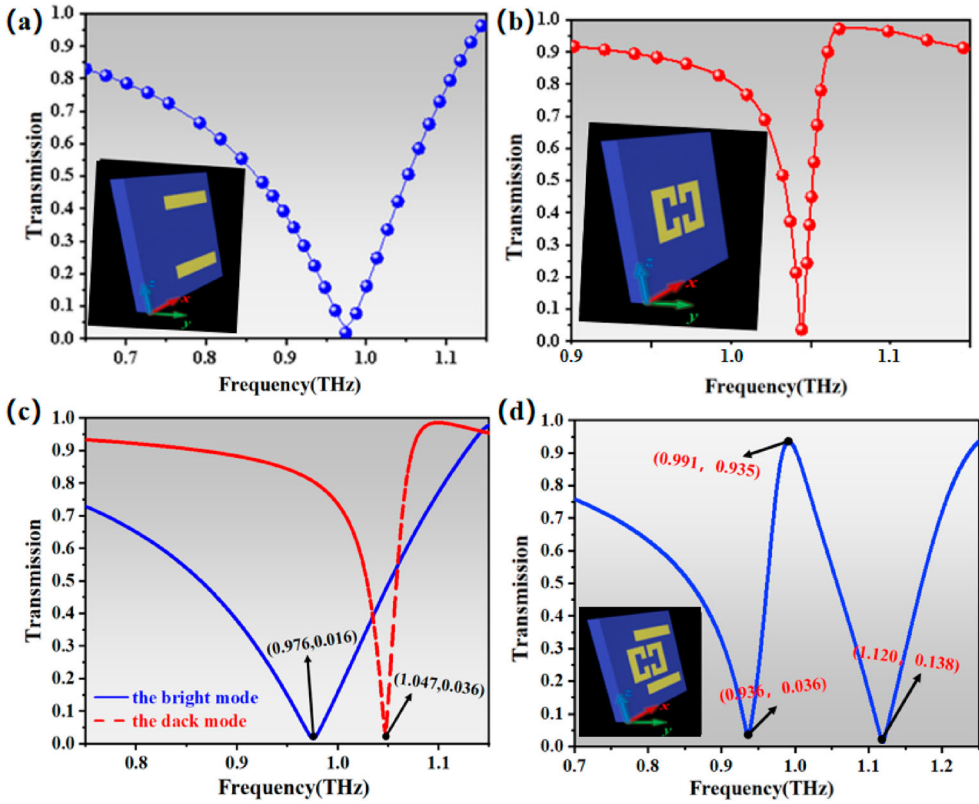 (a)
1.0
0.9
0.8
0.7
0.6
0.5
0.4
0.3
0.2
0.1
0.0
Transmission
z
x
y
0.7 0.8 0.9 1.0 1.1
Frequency(THz)
(b)
1.0
0.9
0.8
0.7
0.6
0.5
0.4
0.3
0.2
0.1
0.0
Transmission
z
x
y
0.9 1.0 1.1
Frequency(THz)
(c)
1.0
0.9
0.8
0.7
0.6
0.5
0.4
0.3
0.2
0.1
0.0
Transmission
(0.976,0.016)
(1.047,0.036)
the bright mode
the dack mode
0.8 0.9 1.0 1.1
Frequency(THz)
(d)
1.0
0.9
0.8
0.7
0.6
0.5
0.4
0.3
0.2
0.1
0.0
Transmission
(0.991, 0.935)
(1.120, 0.138)
(0.936, 0.036)
x
y
0.7 0.8 0.9 1.0 1.1 1.2
Frequency(THz)